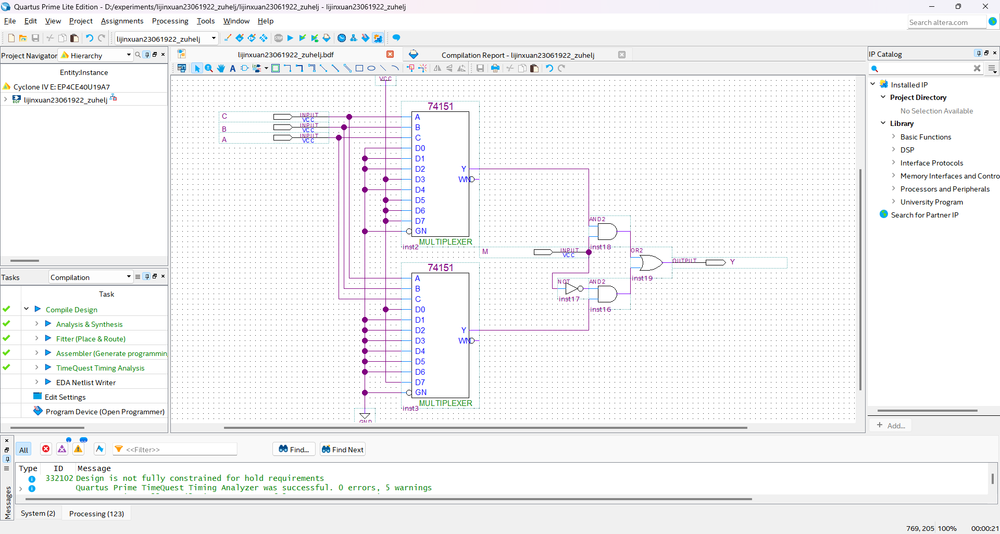 Quartus Prime Lite Edition - D:/experiments/lijinxuan23061922_zuhelj/lijinxuan23061922_zuhelj - lijinxuan23061922_zuhelj
File Edit View Project Assignments Processing Tools Window Help
Search altera.com
lijinxuan23061922_zuhelj
STOP
Project Navigator
Hierarchy
Entity:Instance
Cyclone IV E: EP4CE40U19A7
BDF lijinxuan23061922_zuhelj
Tasks
Compilation
Task
Compile Design
Analysis & Synthesis
Fitter (Place & Route)
Assembler (Generate programmin
TimeQuest Timing Analysis
EDA Netlist Writer
Edit Settings
Program Device (Open Programmer)
lijinxuan23061922_zuhelj.bdf
Compilation Report - lijinxuan23061922_zuhelj
VCC
C INPUT VCC
B INPUT VCC
A INPUT VCC
74151
A
B
C
D0
D1
D2
D3
D4
D5
D6
D7
GN
Y
WN
MULTIPLEXER
inst2
M INPUT VCC
74151
A
B
C
D0
D1
D2
D3
D4
D5
D6
D7
GN
Y
WN
MULTIPLEXER
inst3
GND
AND2
inst18
OR2
inst19
OUTPUT Y
NOT
inst17
AND2
inst16
IP Catalog
Installed IP
Project Directory
No Selection Available
Library
Basic Functions
DSP
Interface Protocols
Memory Interfaces and Contro
Processors and Peripherals
University Program
Search for Partner IP
+ Add...
Messages
All
<<Filter>>
Find...
Find Next
Type ID Message
332102 Design is not fully constrained for hold requirements
Quartus Prime TimeQuest Timing Analyzer was successful. 0 errors, 5 warnings
System (2)
Processing (123)
769, 205 100% 00:00:21